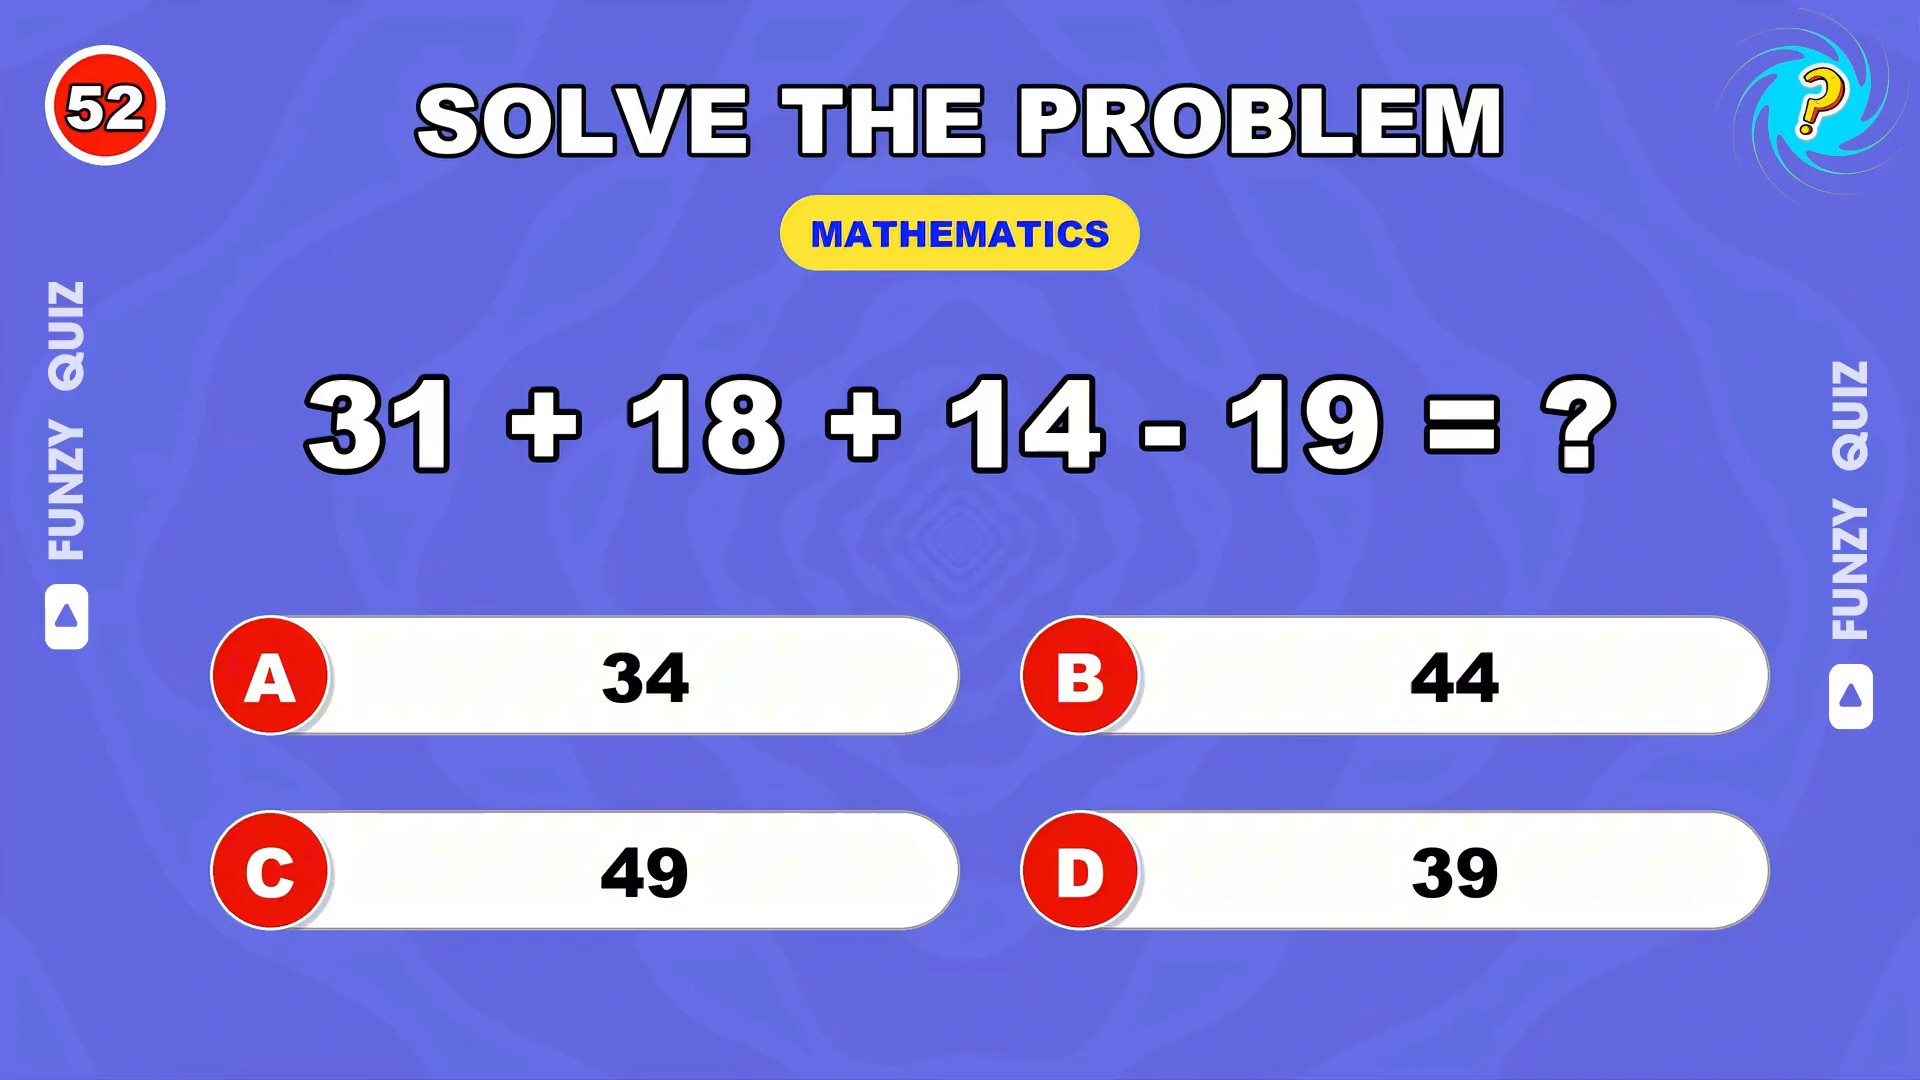 52
SOLVE THE PROBLEM
?
MATHEMATICS
31 + 18 + 14 - 19 = ?
A 34
B 44
C 49
D 39
FUNZY QUIZ
FUNZY QUIZ